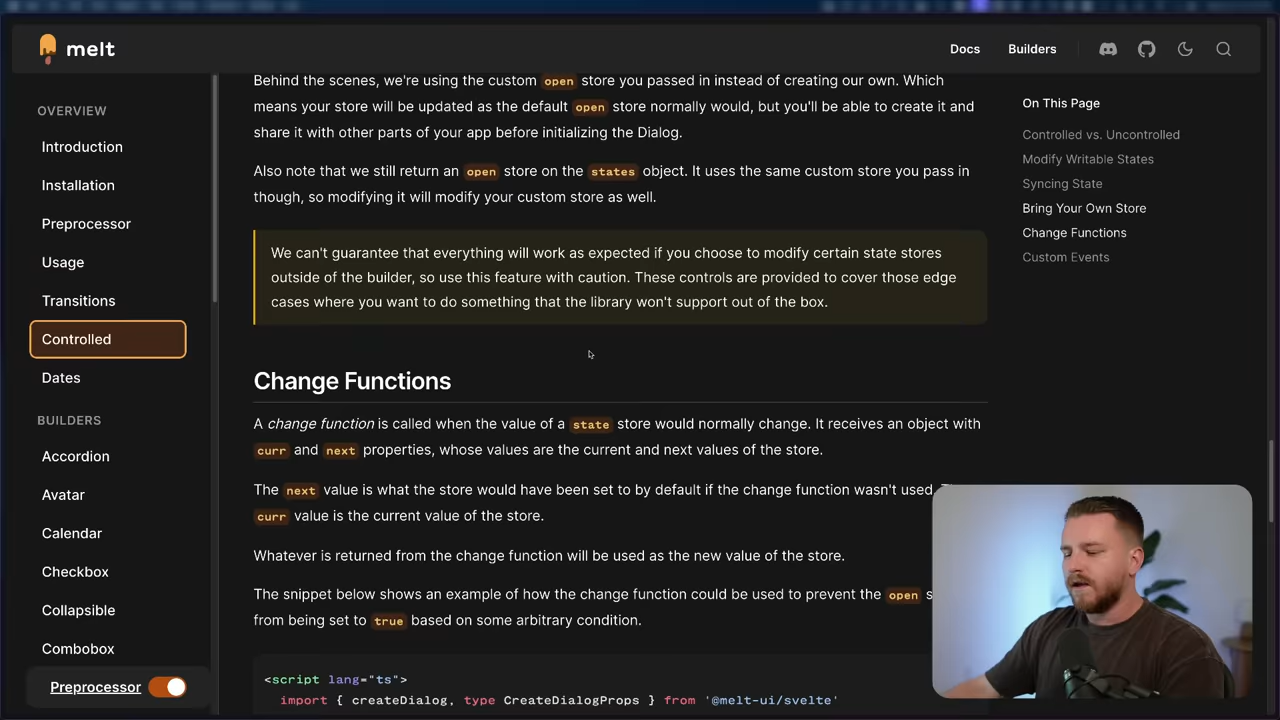 melt
Docs
Builders
OVERVIEW
Introduction
Installation
Preprocessor
Usage
Transitions
Controlled
Dates
BUILDERS
Accordion
Avatar
Calendar
Checkbox
Collapsible
Combobox
Preprocessor
Behind the scenes, we're using the custom open store you passed in instead of creating our own. Which
means your store will be updated as the default open store normally would, but you'll be able to create it and
share it with other parts of your app before initializing the Dialog.
Also note that we still return an open store on the states object. It uses the same custom store you pass in
though, so modifying it will modify your custom store as well.
We can't guarantee that everything will work as expected if you choose to modify certain state stores
outside of the builder, so use this feature with caution. These controls are provided to cover those edge
cases where you want to do something that the library won't support out of the box.
Change Functions
A change function is called when the value of a state store would normally change. It receives an object with
curr and next properties, whose values are the current and next values of the store.
The next value is what the store would have been set to by default if the change function wasn't used.
curr value is the current value of the store.
Whatever is returned from the change function will be used as the new value of the store.
The snippet below shows an example of how the change function could be used to prevent the open
from being set to true based on some arbitrary condition.
<script lang="ts">
import { createDialog, type CreateDialogProps } from '@melt-ui/svelte'
On This Page
Controlled vs. Uncontrolled
Modify Writable States
Syncing State
Bring Your Own Store
Change Functions
Custom Events